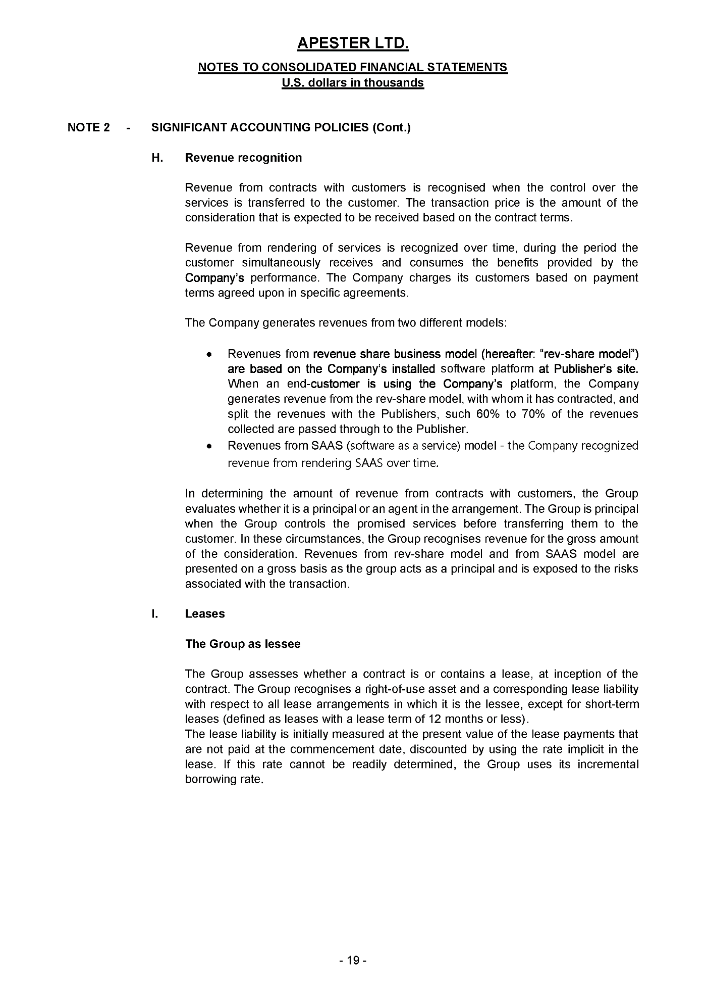 APESTER LTD.
NOTES TO CONSOLIDATED FINANCIAL STATEMENTS
U.S. dollars in thousands
NOTE 2 - SIGNIFICANT ACCOUNTING POLICIES (Cont.)
H. Revenue recognition
Revenue from contracts with customers is recognised when the control over the
services is transferred to the customer. The transaction price is the amount of the
consideration that is expected to be received based on the contract terms.
Revenue from rendering of services is recognized over time, during the period the
customer simultaneously receives and consumes the benefits provided by the
Company's performance. The Company charges its customers based on payment
terms agreed upon in specific agreements.
The Company generates revenues from two different models:
● Revenues from revenue share business model (hereafter: "rev-share model”)
are based on the Company's installed software platform at Publisher's site.
When an end-customer is using the Company's platform, the Company
generates revenue from the rev-share model, with whom it has contracted, and
split the revenues with the Publishers, such 60% to 70% of the revenues
collected are passed through to the Publisher.
● Revenues from SAAS (software as a service) model - the Company recognized
revenue from rendering SAAS over time.
In determining the amount of revenue from contracts with customers, the Group
evaluates whether it is a principal or an agent in the arrangement. The Group is principal
when the Group controls the promised services before transferring them to the
customer. In these circumstances, the Group recognises revenue for the gross amount
of the consideration. Revenues from rev-share model and from SAAS model are
presented on a gross basis as the group acts as a principal and is exposed to the risks
associated with the transaction.
I. Leases
The Group as lessee
The Group assesses whether a contract is or contains a lease, at inception of the
contract. The Group recognises a right-of-use asset and a corresponding lease liability
with respect to all lease arrangements in which it is the lessee, except for short-term
leases (defined as leases with a lease term of 12 months or less).
The lease liability is initially measured at the present value of the lease payments that
are not paid at the commencement date, discounted by using the rate implicit in the
lease. If this rate cannot be readily determined, the Group uses its incremental
borrowing rate.
- 19 -